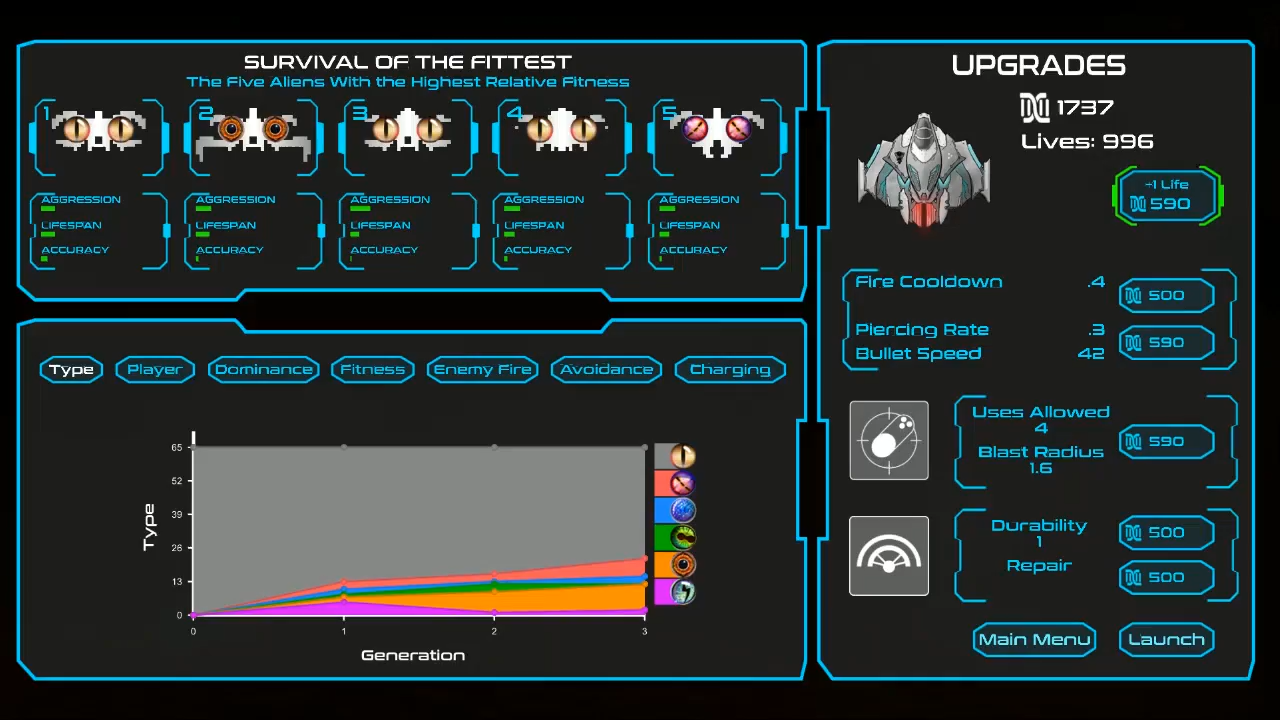 SURVIVAL OF THE FITTEST
The Five Aliens With the Highest Relative Fitness
1 2 3 4 5
AGGRESSION AGGRESSION AGGRESSION AGGRESSION AGGRESSION
LIFESPAN LIFESPAN LIFESPAN LIFESPAN LIFESPAN
ACCURACY ACCURACY ACCURACY ACCURACY ACCURACY
Type Player Dominance Fitness Enemy Fire Avoidance Charging
65
52
39
26
13
0
Type
0 1 2 3
Generation
UPGRADES
1737
Lives: 996
+1 Life
590
Fire Cooldown .4 500
Piercing Rate .3 590
Bullet Speed 42
Uses Allowed
4
590
Blast Radius
1.6
Durability 500
1
Repair 500
Main Menu Launch